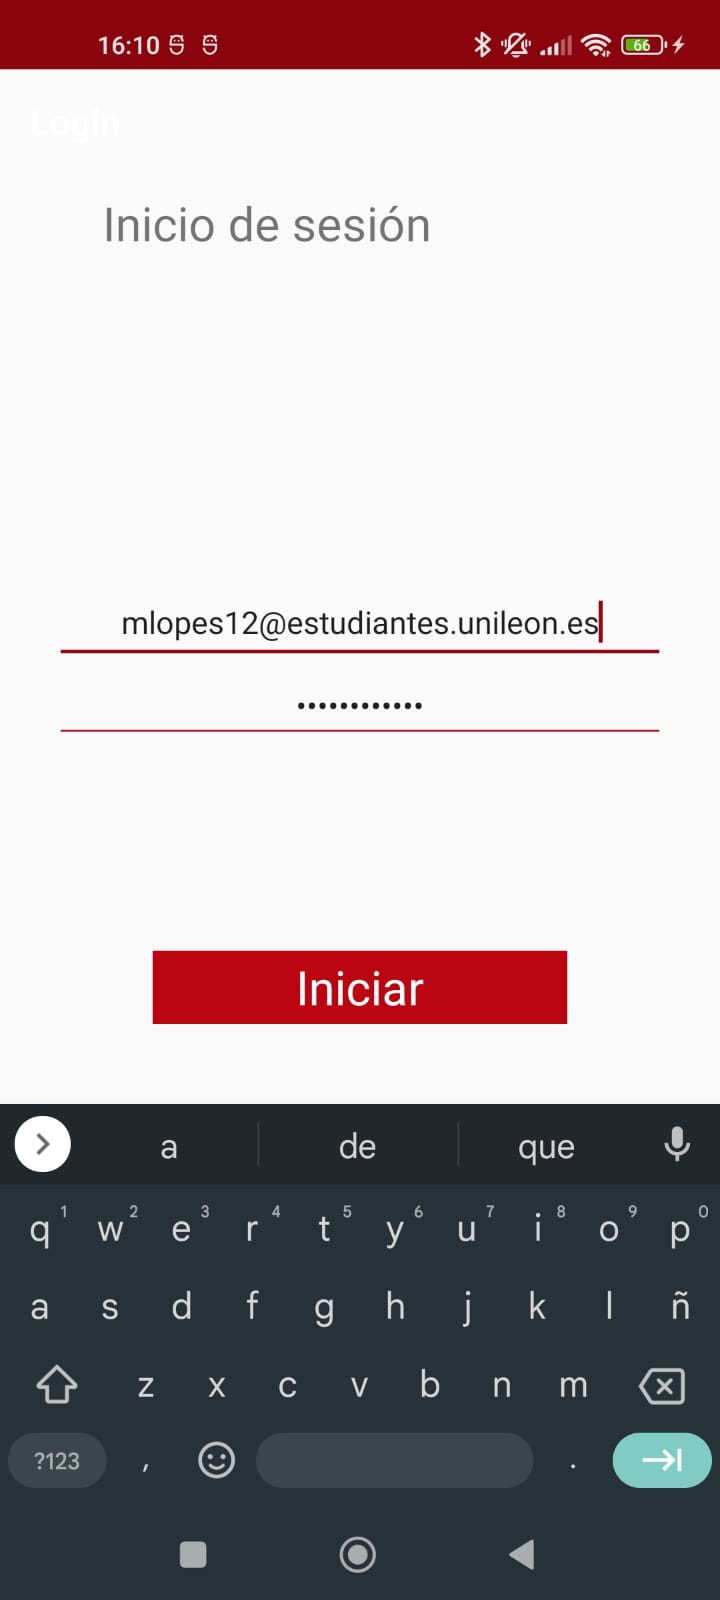 16:10
66
Login
Inicio de sesión
mlopes12@estudiantes.unileon.es
••••••••••••
Iniciar
a de que
1 2 3 4 5 6 7 8 9 0
q w e r t y u i o p
a s d f g h j k l ñ
z x c v b n m
?123 , .